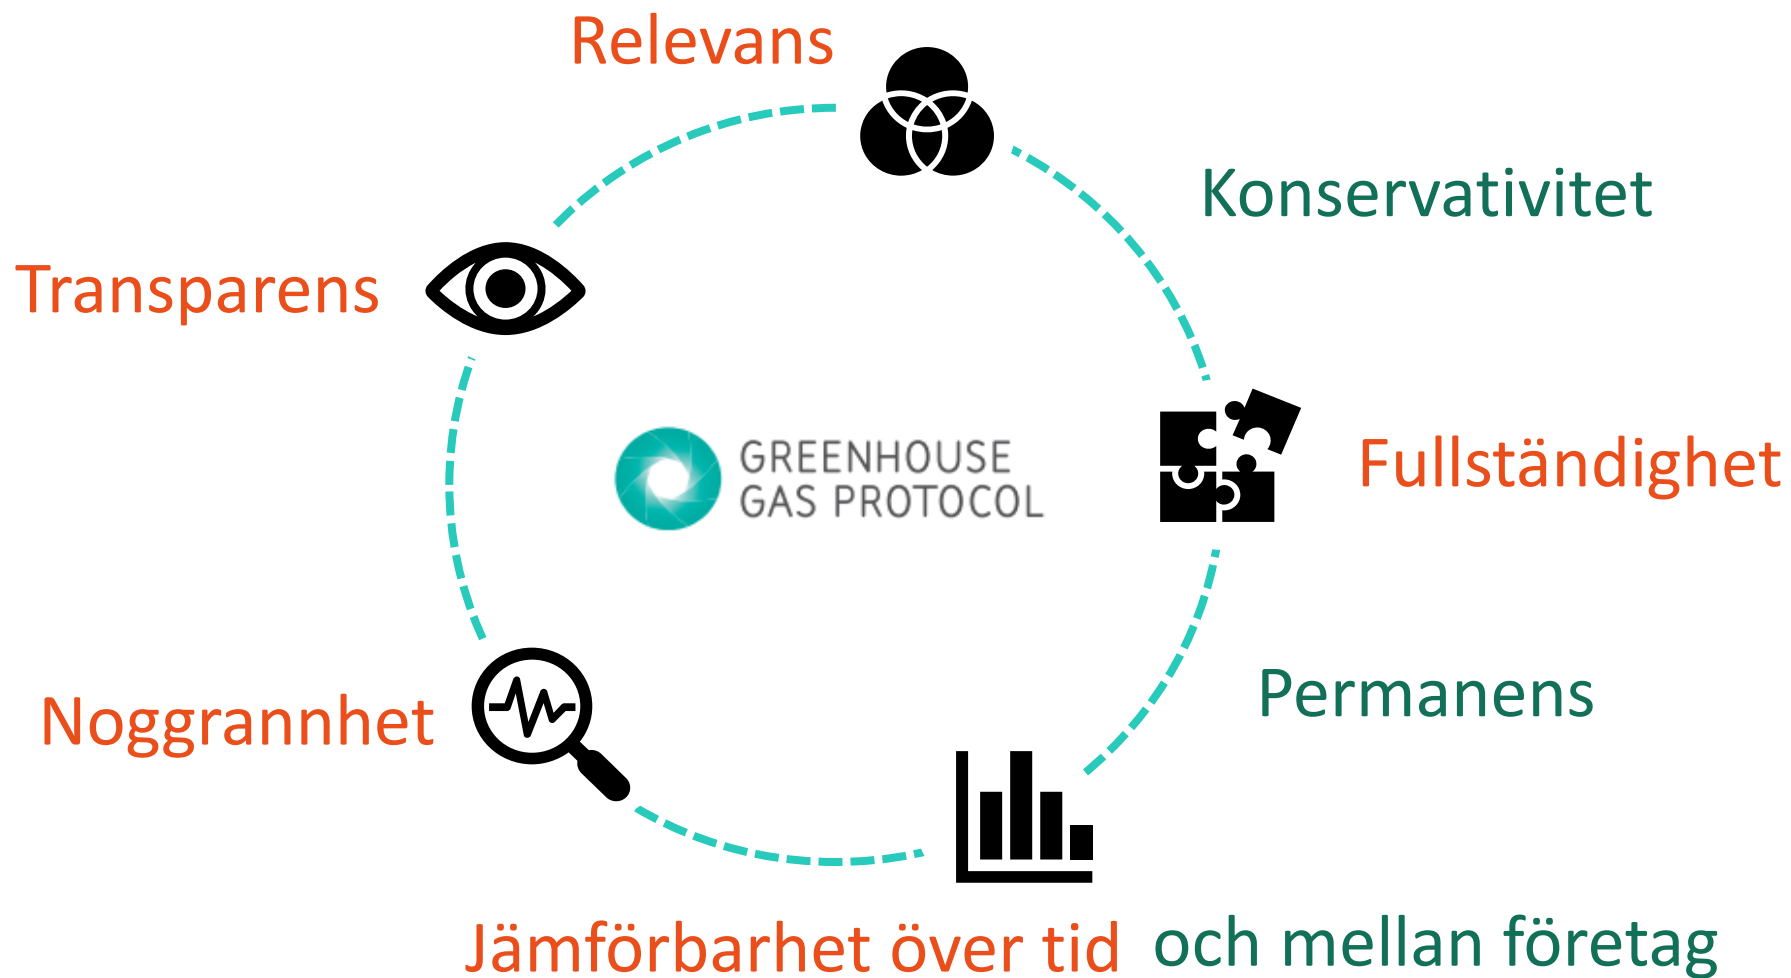 Relevans
Konservativitet
Transparens
GREENHOUSE
GAS PROTOCOL
Fullständighet
Permanens
Noggrannhet
Jämförbarhet över tid och mellan företag